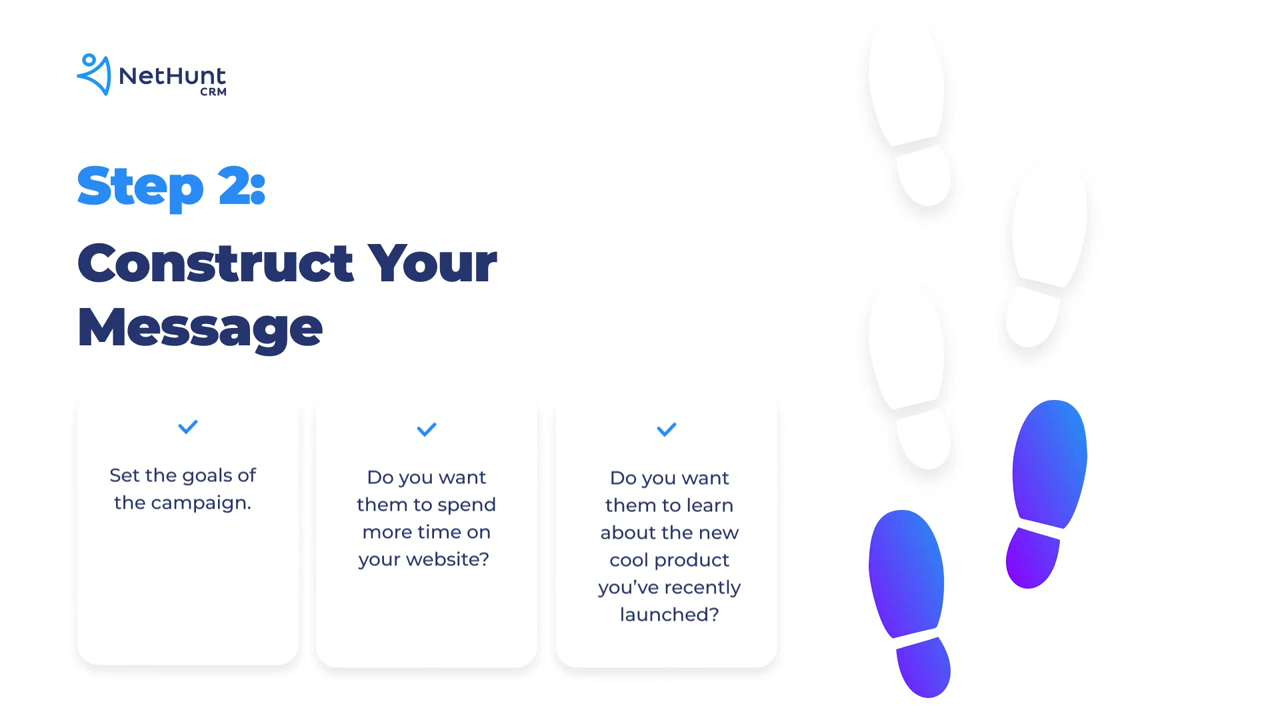 NetHunt
CRM
Step 2:
Construct Your
Message
Set the goals of
the campaign.
Do you want
them to spend
more time on
your website?
Do you want
them to learn
about the new
cool product
you’ve recently
launched?